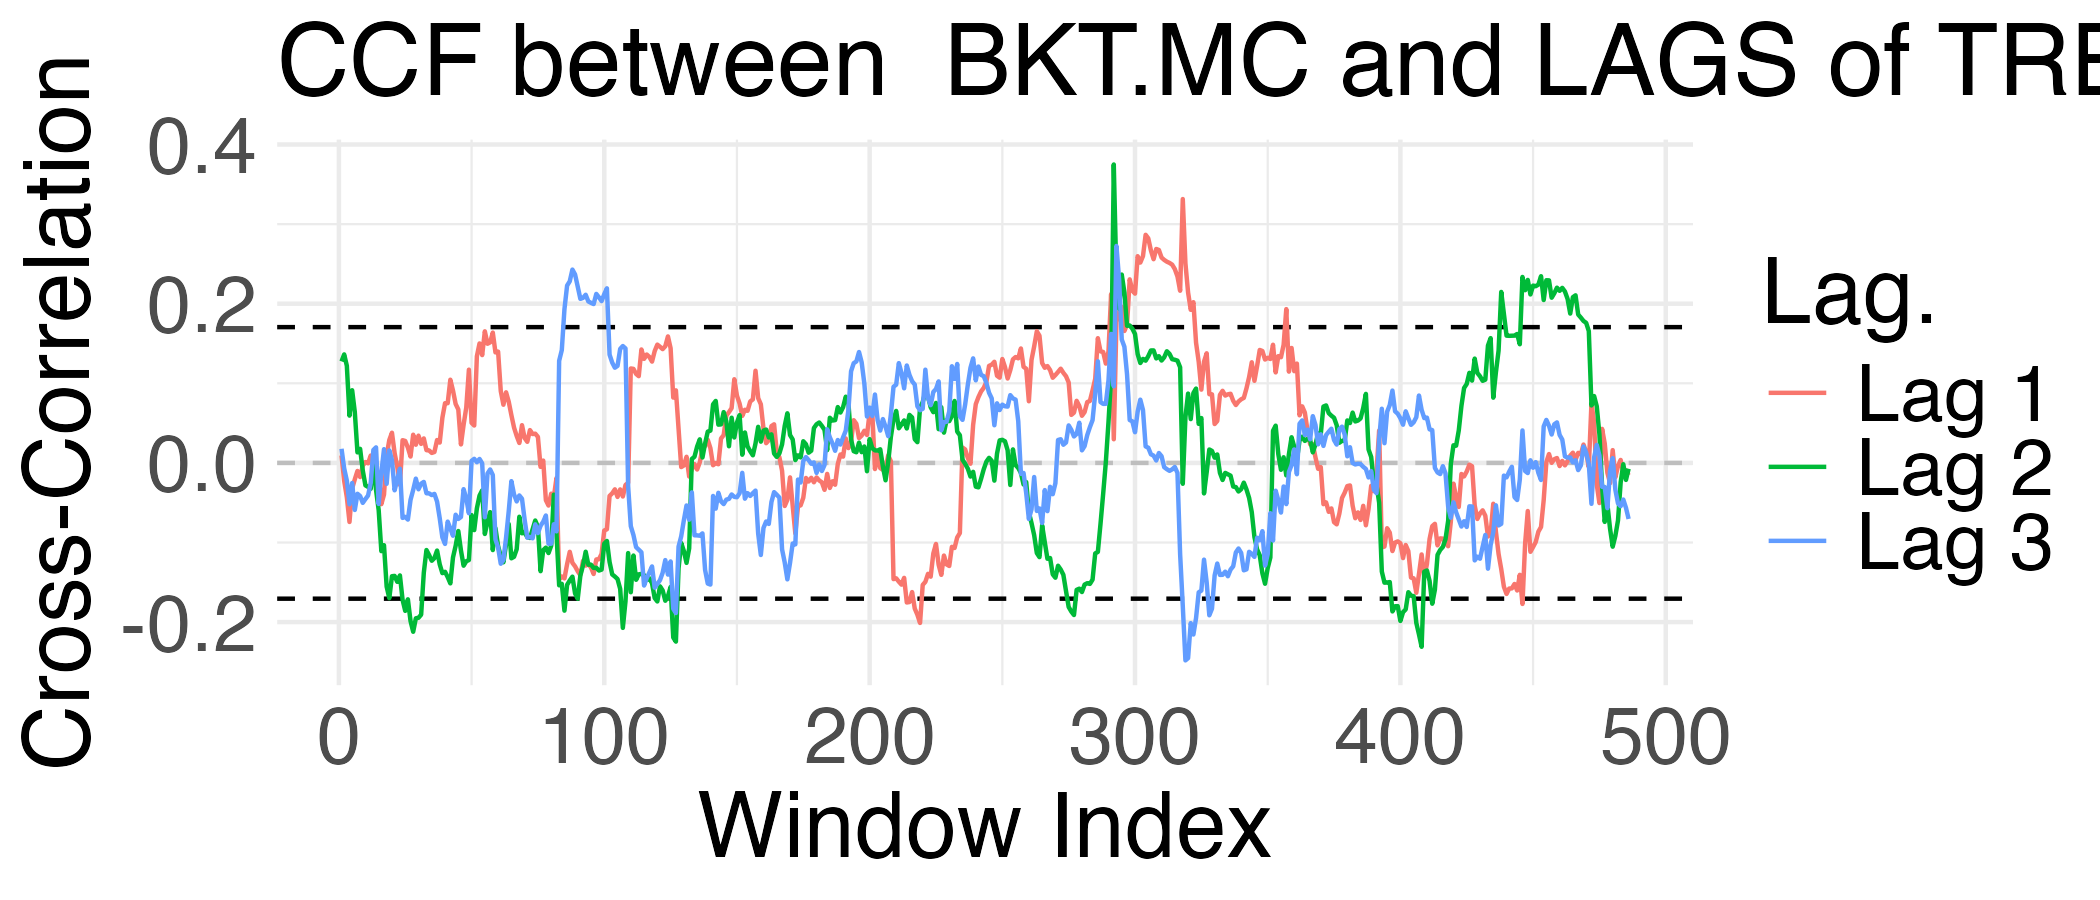 CCF between  BKT.MC and LAGS of TRE
Cross-Correlation
0.4
0.2
0.0
-0.2
0 100 200 300 400 500
Window Index
Lag.
Lag 1
Lag 2
Lag 3